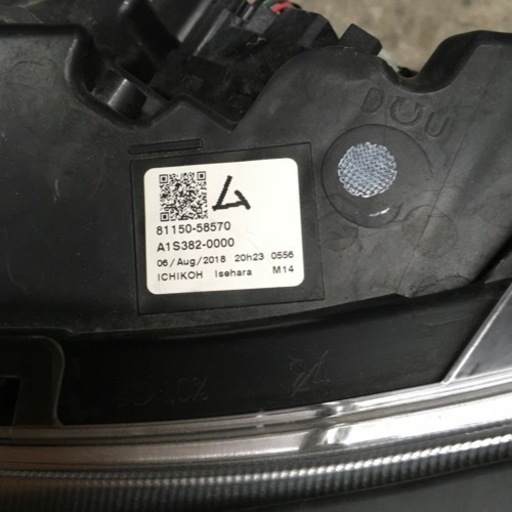 81150-58570
A1S382-0000
06/Aug/2018 20h23 0556
ICHIKOH Isehara M14